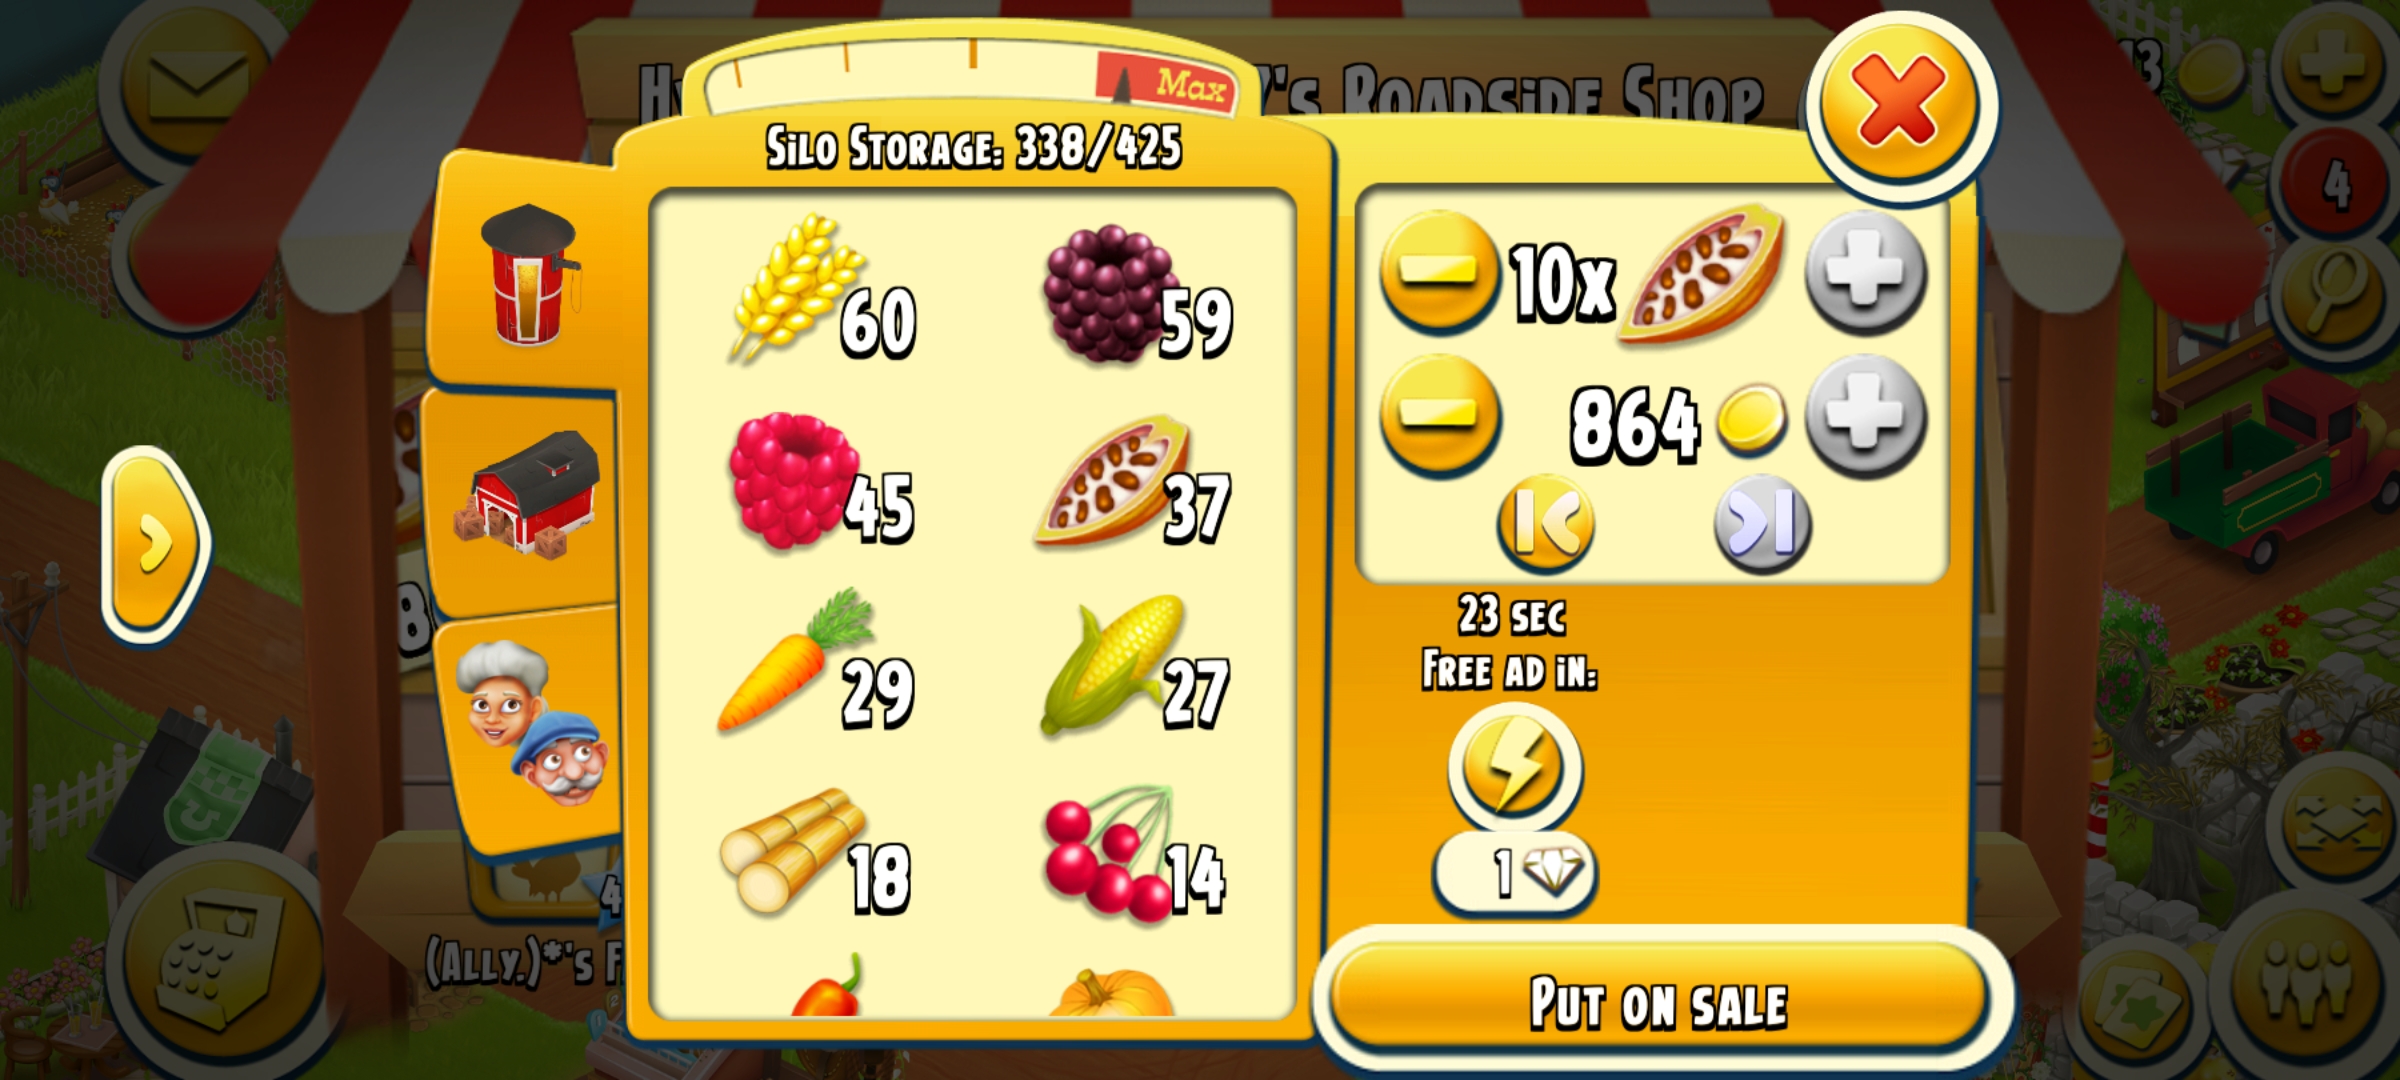 's Roadside Shop
Max
Silo Storage: 338/425
60
59
45
37
29
27
18
14
10x
864
23 sec
Free ad in:
1
Put on sale
4
(Ally.)*'s